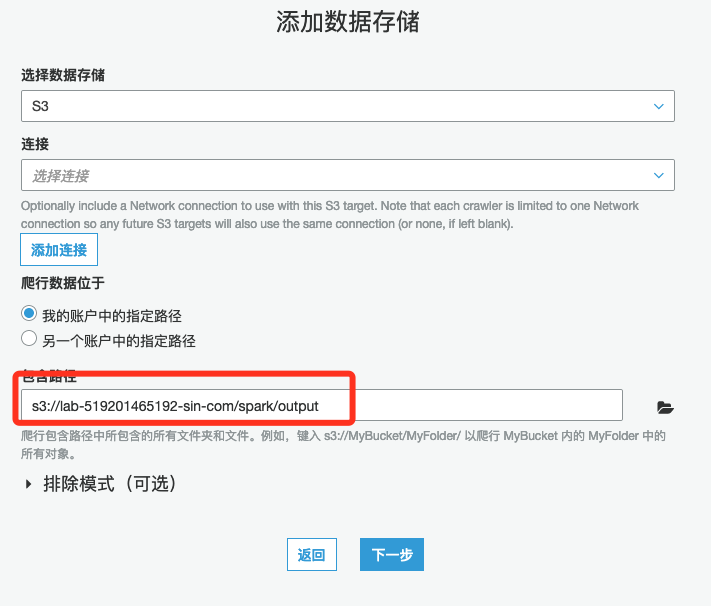 添加数据存储
选择数据存储
S3
连接
选择连接
Optionally include a Network connection to use with this S3 target. Note that each crawler is limited to one Network
connection so any future S3 targets will also use the same connection (or none, if left blank).
添加连接
爬行数据位于
我的账户中的指定路径
另一个账户中的指定路径
包含路径
s3://lab-519201465192-sin-com/spark/output
爬行包含路径中所包含的所有文件夹和文件。例如，键入 s3://MyBucket/MyFolder/ 以爬行 MyBucket 内的 MyFolder 中的
所有对象。
排除模式（可选）
返回
下一步